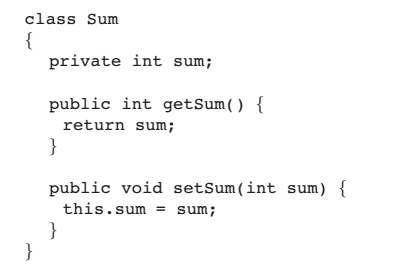 class Sum
{
private int sum;
public int getSum() {
return sum;
}
public void setSum(int sum) {
this.sum = sum;
}
}